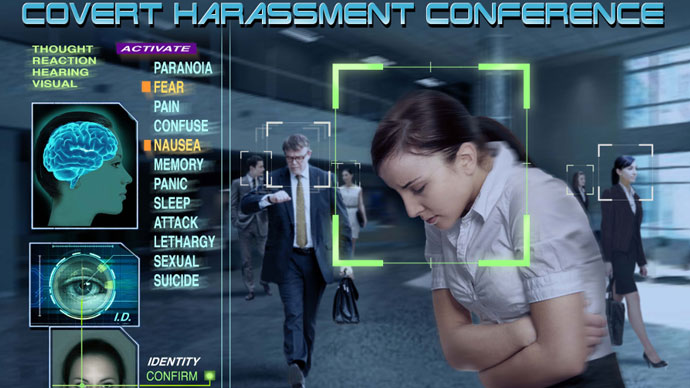 COVERT HARASSMENT CONFERENCE
THOUGHT
REACTION
HEARING
VISUAL
ACTIVATE
PARANOIA
FEAR
PAIN
CONFUSE
NAUSEA
MEMORY
PANIC
SLEEP
ATTACK
LETHARGY
SEXUAL
SUICIDE
I.D.
IDENTITY
CONFIRM